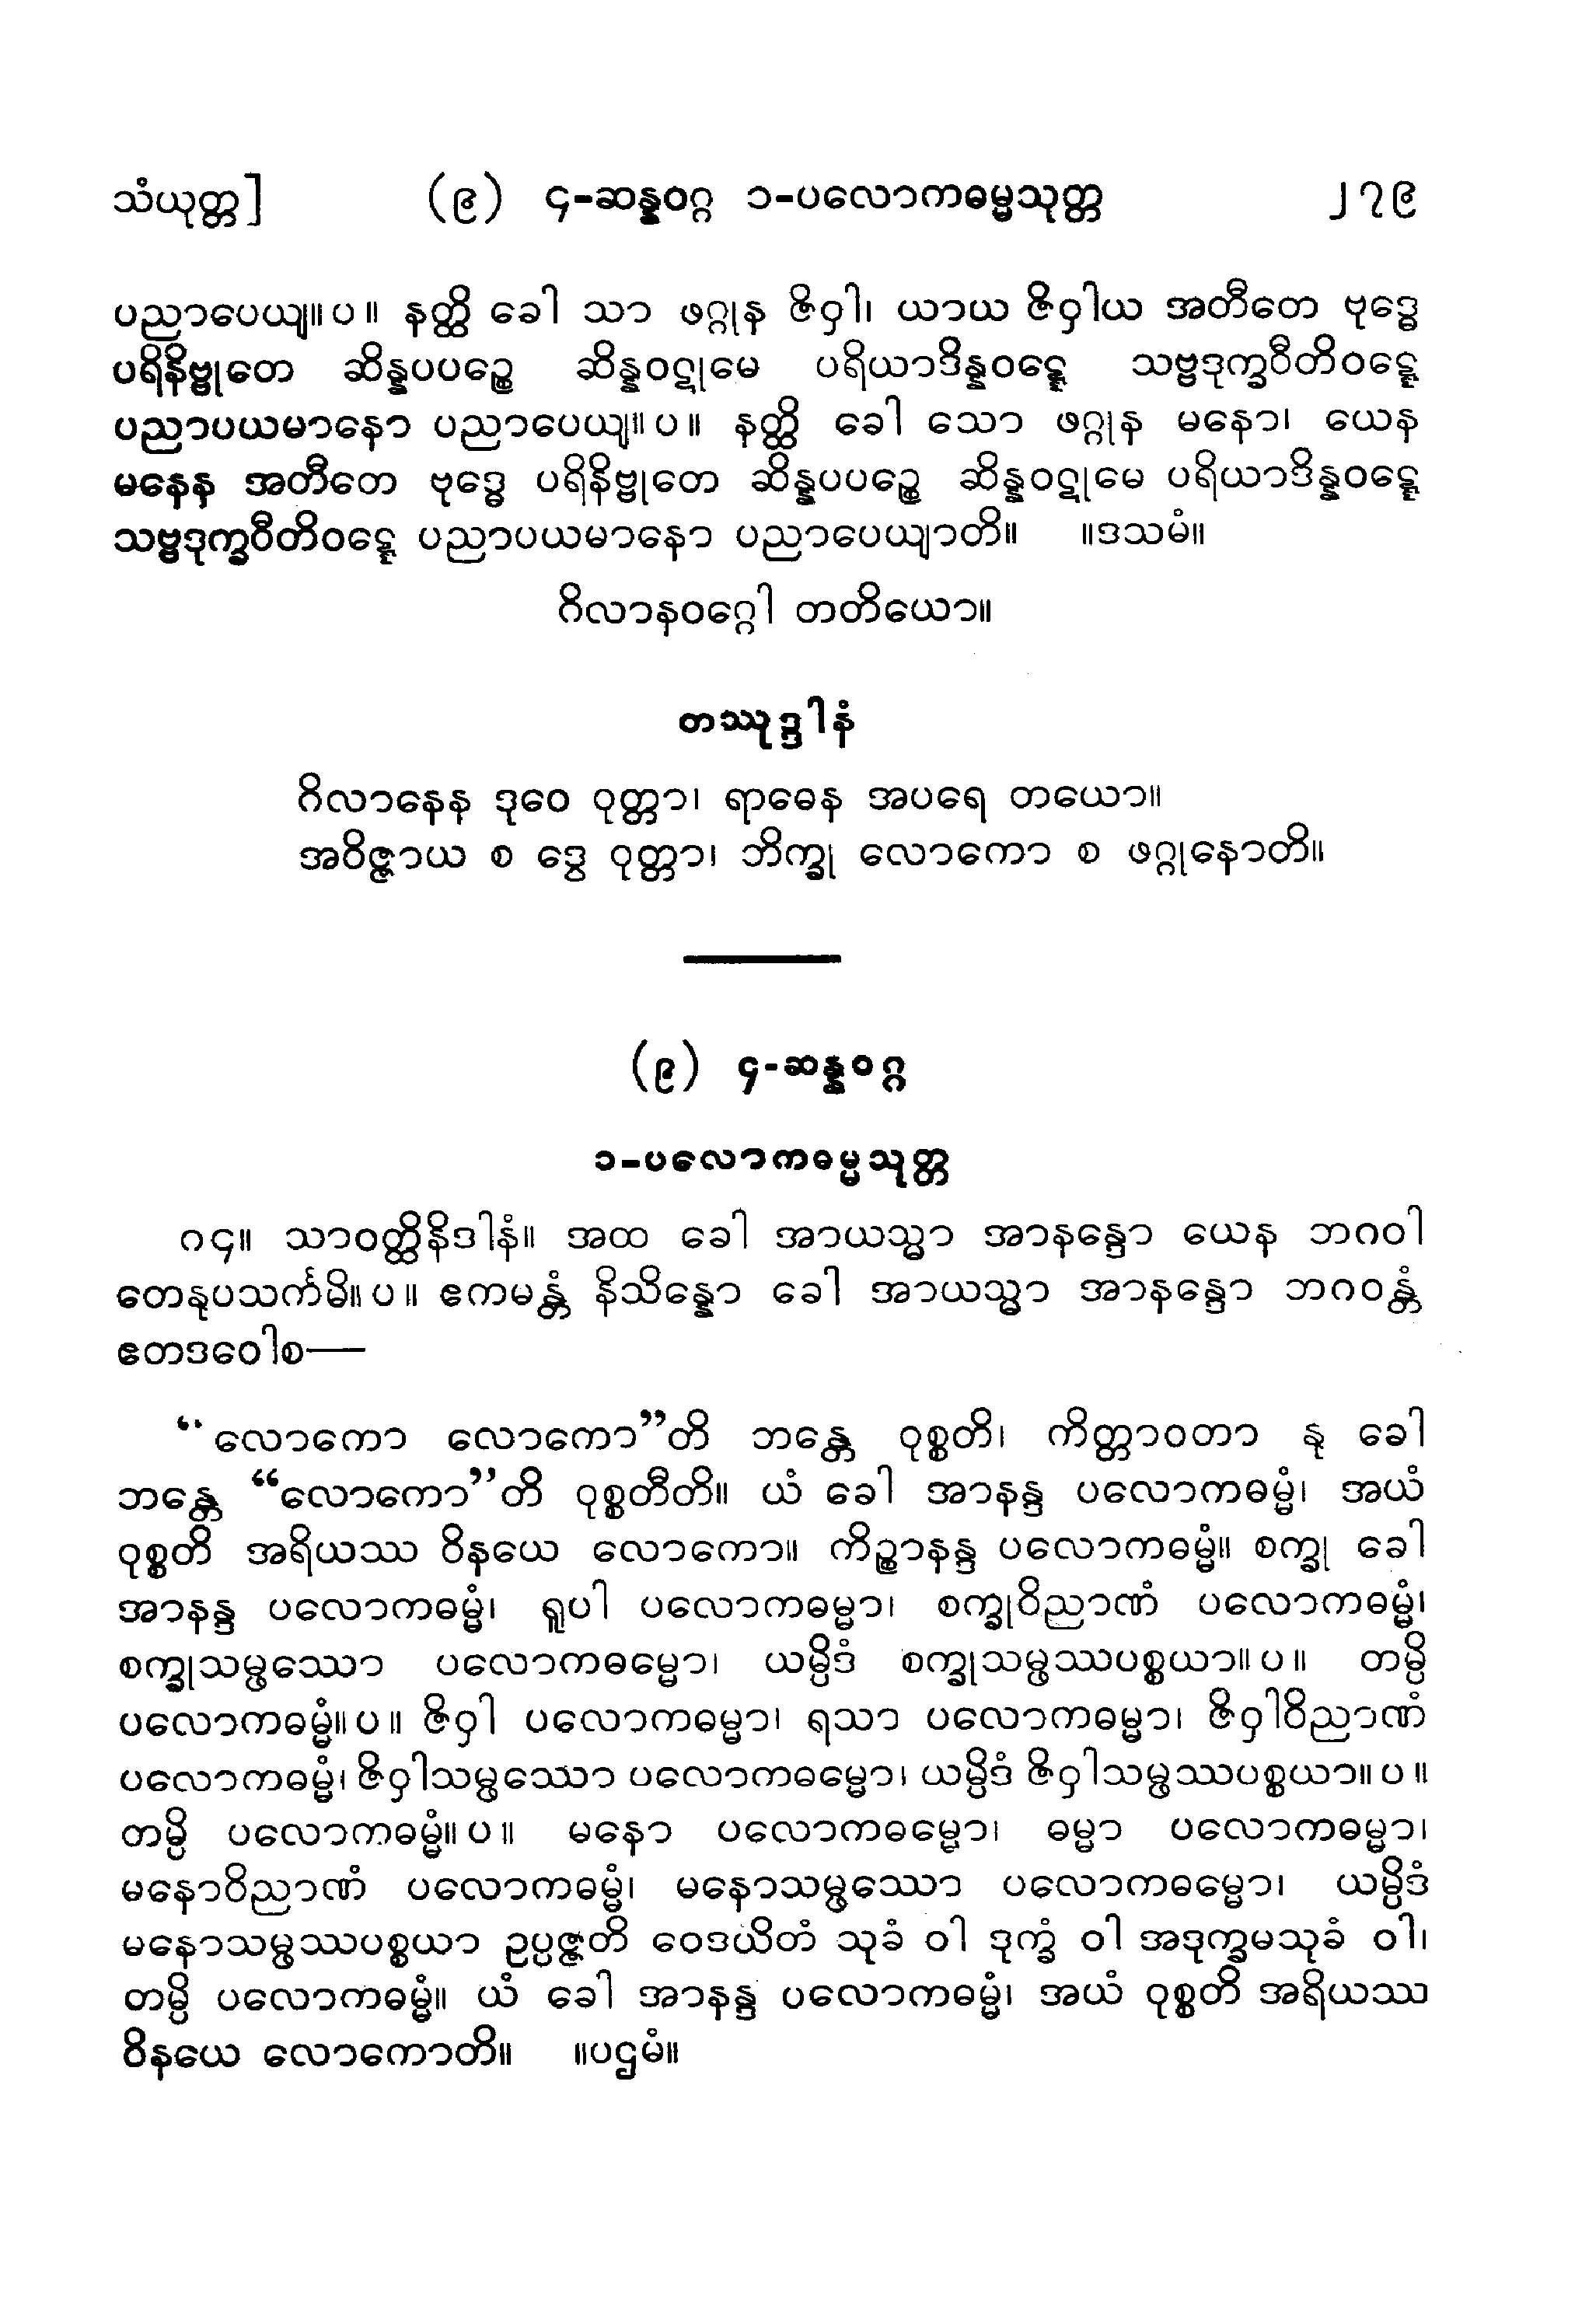 သံယုတ္တ] (၉) ၄-ဆန္နဝဂ္ဂ ၁-ပလောကဓမ္မသုတ္တ ၂၇၉
ပညာပေယျ။ပ။ နတ္ထိ ခေါ သာ ဖဂ္ဂုန ဇိဝှါ၊ ယာယ ဇိဝှါယ အတီတေ ဗုဒ္ဓေ
ပရိနိဗ္ဗုတေ ဆိန္နပပဉ္စေ ဆိန္နဝဋုမေ ပရိယာဒိန္နဝဋ္ဋေ သဗ္ဗဒုက္ခဝီတိဝဋ္ဋေ
ပညာပယမာနော ပညာပေယျ။ပ။ နတ္ထိ ခေါ သော ဖဂ္ဂုန မနော၊ ယေန
မနေန အတီတေ ဗုဒ္ဓေ ပရိနိဗ္ဗုတေ ဆိန္နပပဉ္စေ ဆိန္နဝဋုမေ ပရိယာဒိန္နဝဋ္ဋေ
သဗ္ဗဒုက္ခဝီတိဝဋ္ဋေ ပညာပယမာနော ပညာပေယျာတိ။ ။ဒသမံ။
ဂိလာနဝဂ္ဂေါ တတိယော။
တဿုဒ္ဒါနံ
ဂိလာနေန ဒုဝေ ဝုတ္တာ၊ ရာဓေန အပရေ တယော။
အဝိဇ္ဇာယ စ ဒွေ ဝုတ္တာ၊ ဘိက္ခု လောကော စ ဖဂ္ဂုနောတိ။
(၉) ၄-ဆန္နဝဂ္ဂ
၁-ပလောကဓမ္မသုတ္တ
၈၄။ သာဝတ္ထိနိဒါနံ။ အထ ခေါ အာယသ္မာ အာနန္ဒော ယေန ဘဂဝါ
တေနုပသင်္ကမိ။ပ။ ဧကမန္တံ နိသိန္နော ခေါ အာယသ္မာ အာနန္ဒော ဘဂဝန္တံ
ဧတဒဝေါစ—
“လောကော လောကော”တိ ဘန္တေ ဝုစ္စတိ၊ ကိတ္တာဝတာ နု ခေါ
ဘန္တေ “လောကော”တိ ဝုစ္စတီတိ။ ယံ ခေါ အာနန္ဒ ပလောကဓမ္မံ၊ အယံ
ဝုစ္စတိ အရိယဿ ဝိနယေ လောကော။ ကိဉ္စာနန္ဒ ပလောကဓမ္မံ။ စက္ခု ခေါ
အာနန္ဒ ပလောကဓမ္မံ၊ ရူပါ ပလောကဓမ္မာ၊ စက္ခုဝိညာဏံ ပလောကဓမ္မံ၊
စက္ခုသမ္ဖဿော ပလောကဓမ္မော၊ ယမ္ပိဒံ စက္ခုသမ္ဖဿပစ္စယာ။ပ။ တမ္ပိ
ပလောကဓမ္မံ။ပ။ ဇိဝှါ ပလောကဓမ္မာ၊ ရသာ ပလောကဓမ္မာ၊ ဇိဝှါဝိညာဏံ
ပလောကဓမ္မံ၊ ဇိဝှါသမ္ဖဿော ပလောကဓမ္မော၊ ယမ္ပိဒံ ဇိဝှါသမ္ဖဿပစ္စယာ။ပ။
တမ္ပိ ပလောကဓမ္မံ။ပ။ မနော ပလောကဓမ္မော၊ ဓမ္မာ ပလောကဓမ္မာ၊
မနောဝိညာဏံ ပလောကဓမ္မံ၊ မနောသမ္ဖဿော ပလောကဓမ္မော၊ ယမ္ပိဒံ
မနောသမ္ဖဿပစ္စယာ ဥပ္ပဇ္ဇတိ ဝေဒယိတံ သုခံ ဝါ ဒုက္ခံ ဝါ အဒုက္ခမသုခံ ဝါ၊
တမ္ပိ ပလောကဓမ္မံ။ ယံ ခေါ အာနန္ဒ ပလောကဓမ္မံ၊ အယံ ဝုစ္စတိ အရိယဿ
ဝိနယေ လောကောတိ။ ။ပဌမံ။